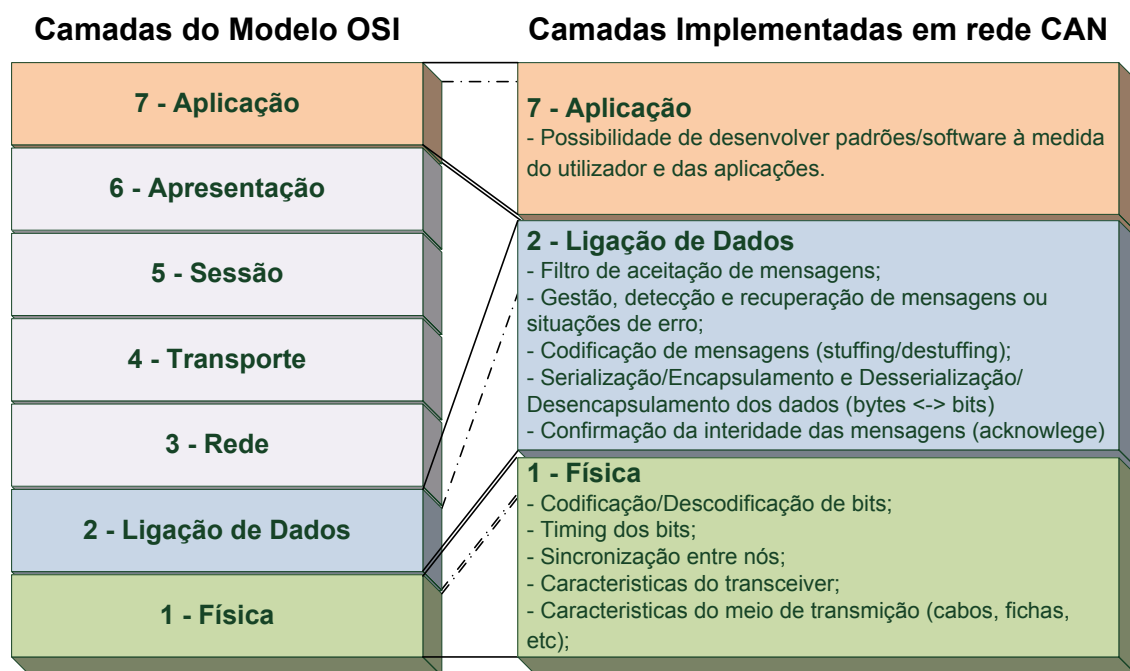 Camadas do Modelo OSI
Camadas Implementadas em rede CAN
7 - Aplicação
6 - Apresentação
5 - Sessão
4 - Transporte
3 - Rede
2 - Ligação de Dados
1 - Física
7 - Aplicação
- Possibilidade de desenvolver padrões/software à medida
do utilizador e das aplicações.
2 - Ligação de Dados
- Filtro de aceitação de mensagens;
- Gestão, detecção e recuperação de mensagens ou
situações de erro;
- Codificação de mensagens (stuffing/destuffing);
- Serialização/Encapsulamento e Desserialização/
Desencapsulamento dos dados (bytes <-> bits)
- Confirmação da interidade das mensagens (acknowlege)
1 - Física
- Codificação/Descodificação de bits;
- Timing dos bits;
- Sincronização entre nós;
- Caracteristicas do transceiver;
- Caracteristicas do meio de transmição (cabos, fichas,
etc);